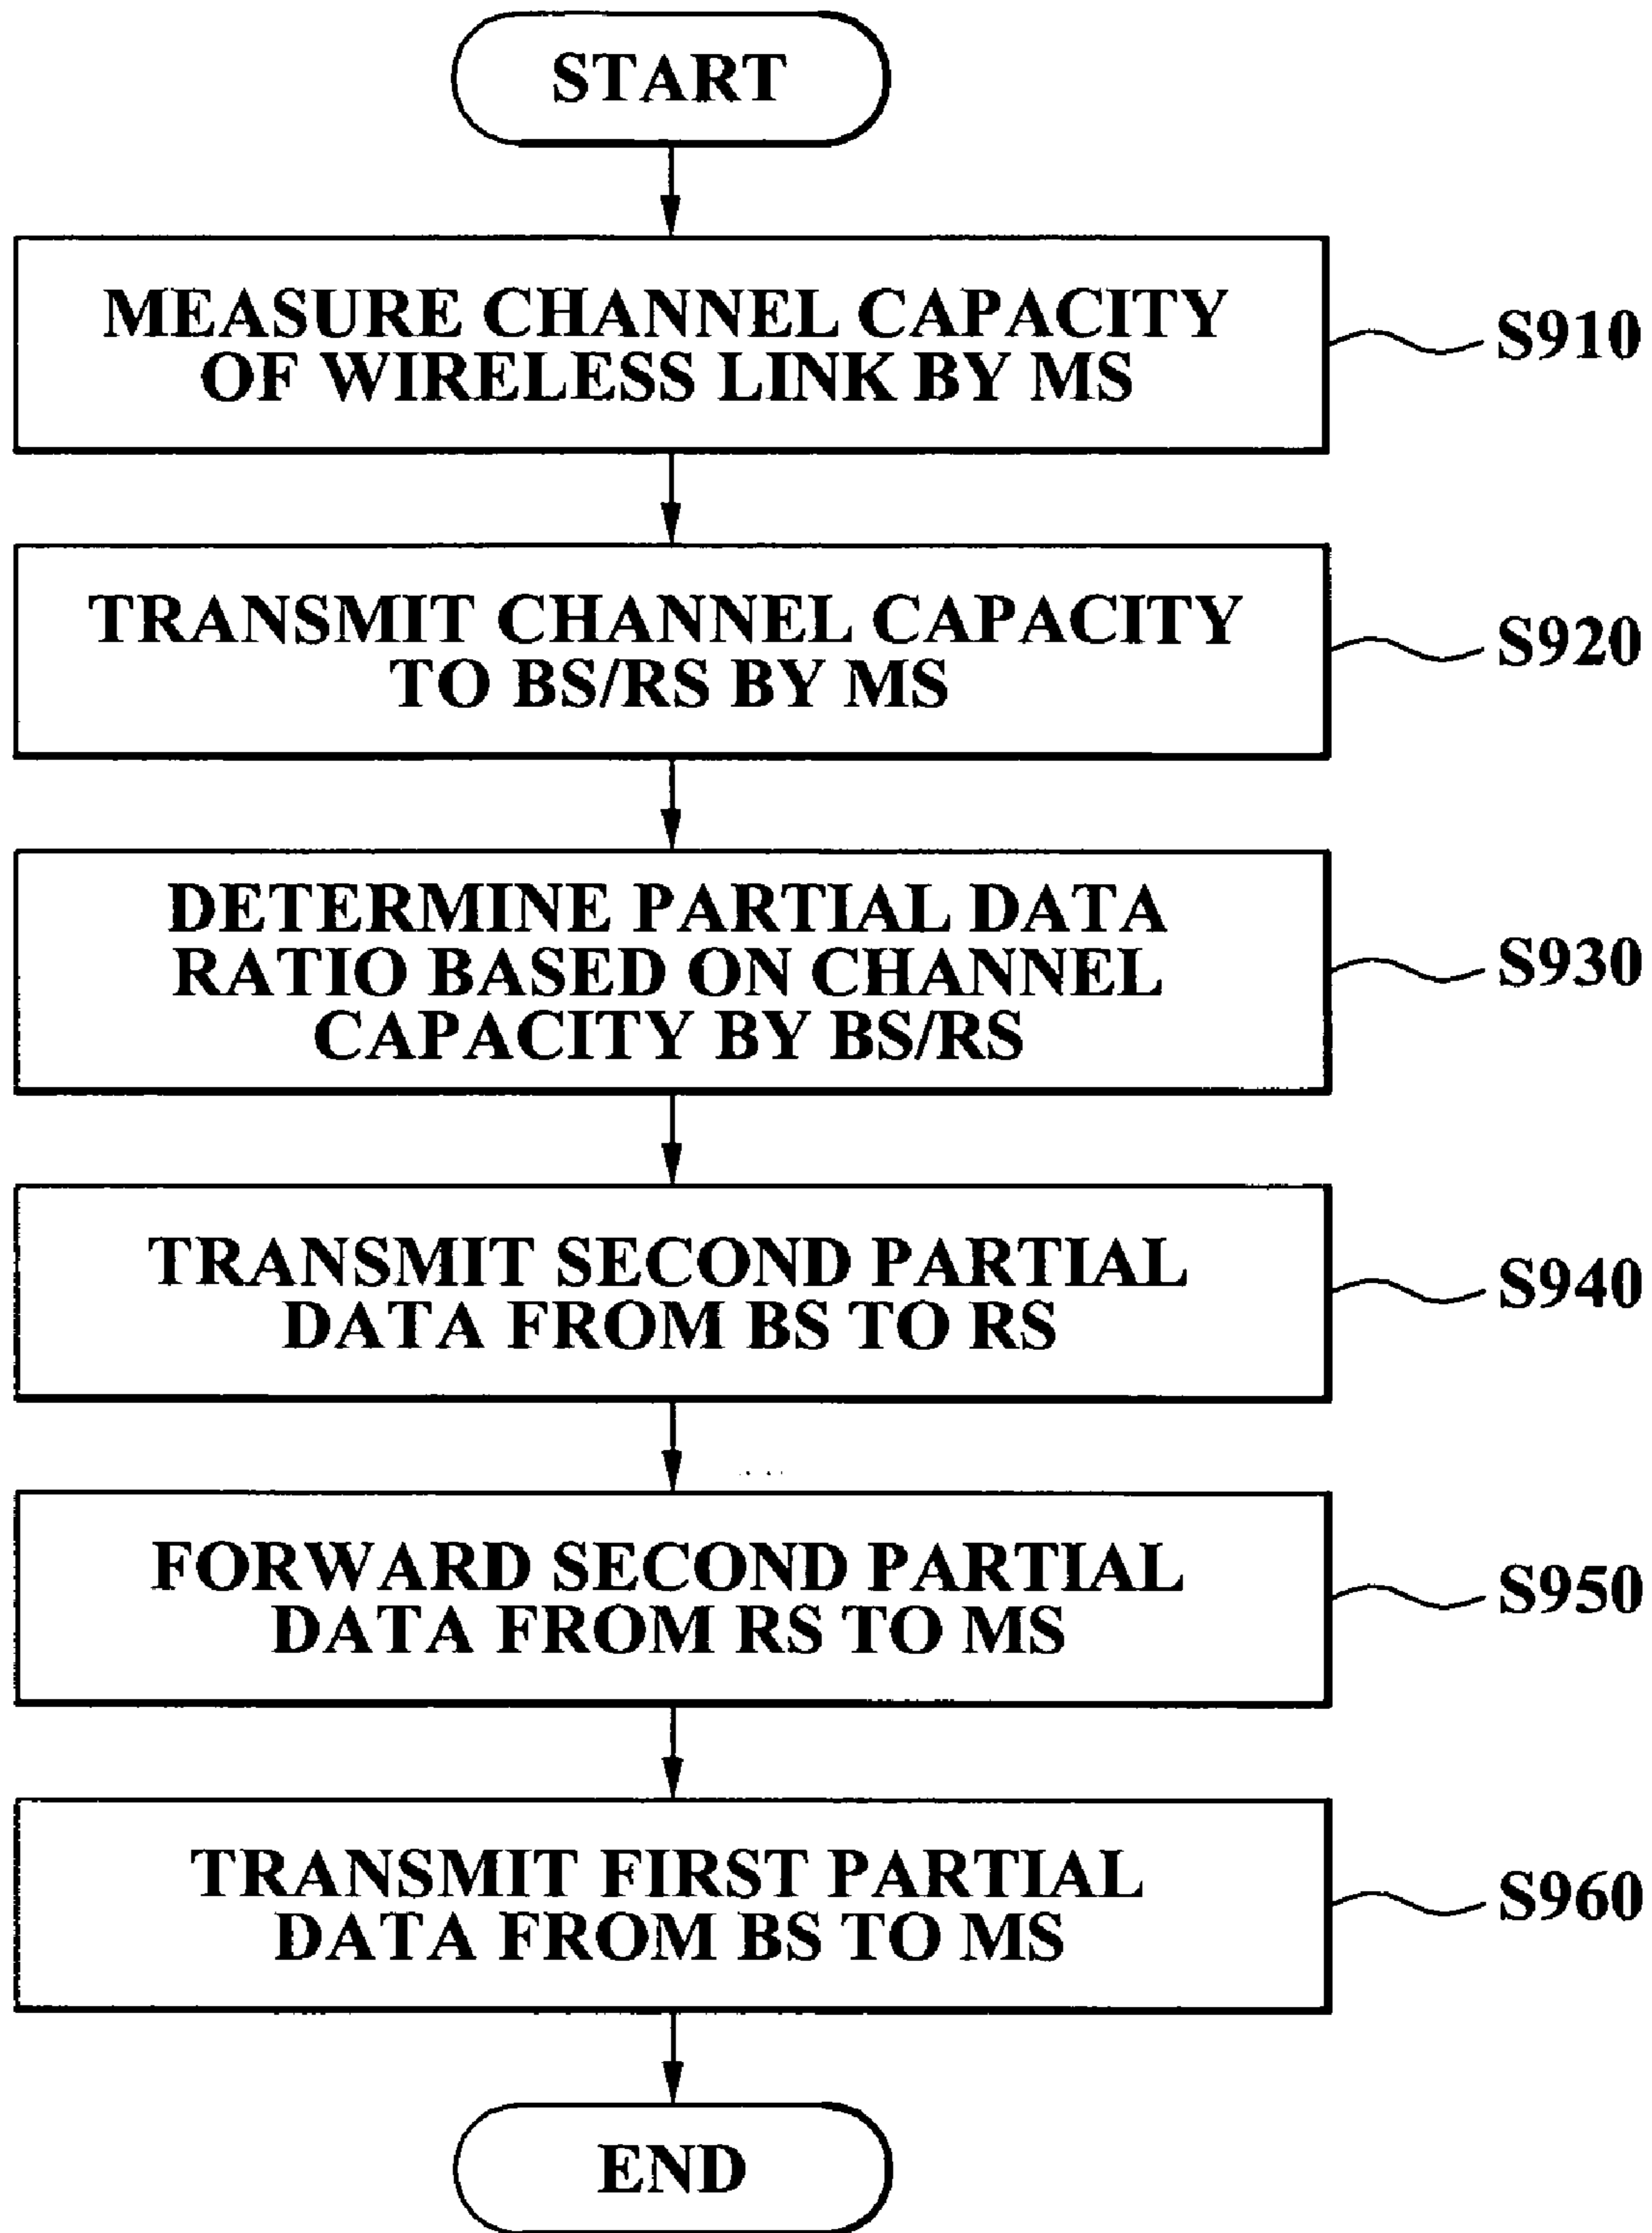 START
MEASURE CHANNEL CAPACITY
OF WIRELESS LINK BY MS
S910
TRANSMIT CHANNEL CAPACITY
TO BS/RS BY MS
S920
DETERMINE PARTIAL DATA
RATIO BASED ON CHANNEL
CAPACITY BY BS/RS
S930
TRANSMIT SECOND PARTIAL
DATA FROM BS TO RS
S940
FORWARD SECOND PARTIAL
DATA FROM RS TO MS
S950
TRANSMIT FIRST PARTIAL
DATA FROM BS TO MS
S960
END